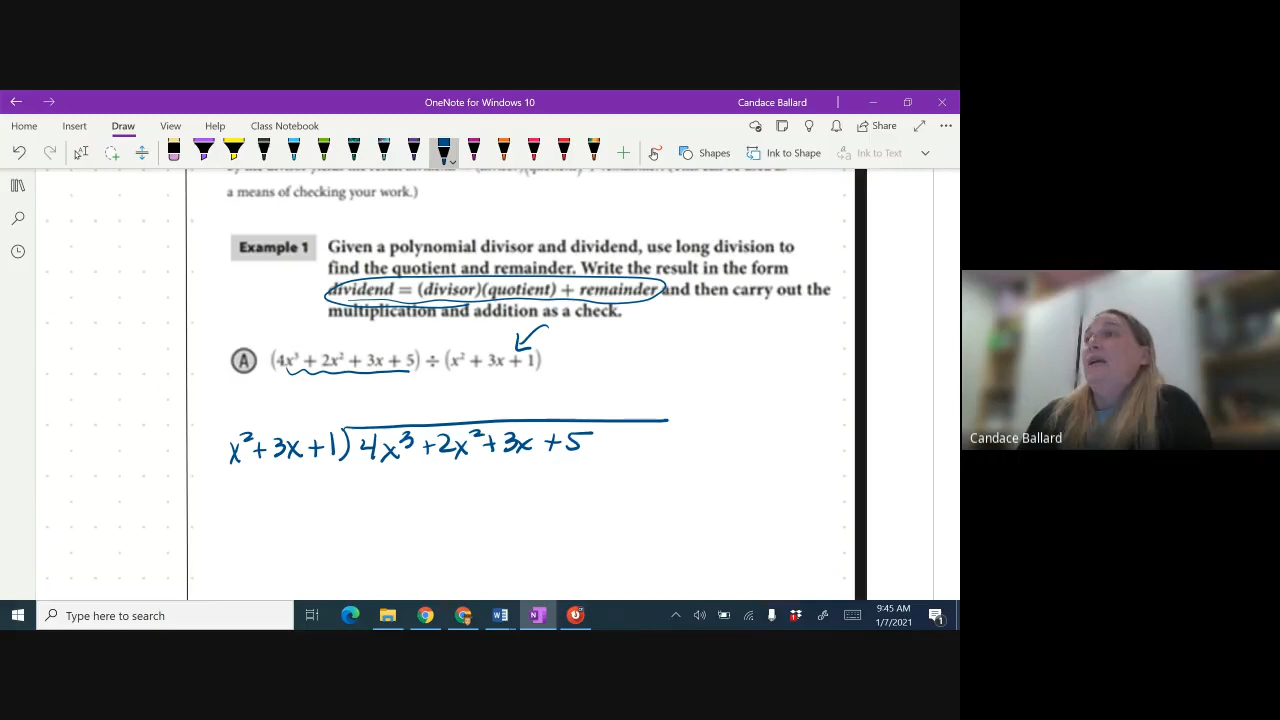 OneNote for Windows 10
Candace Ballard
Home Insert Draw View Help Class Notebook
Share
Shapes Ink to Shape Ink to Text
a means of checking your work.)
Example 1 Given a polynomial divisor and dividend, use long division to
find the quotient and remainder. Write the result in the form
dividend = (divisor)(quotient) + remainder and then carry out the
multiplication and addition as a check.
A (4x³ + 2x² + 3x + 5) ÷ (x² + 3x + 1)
x² + 3x + 1) 4x³ + 2x² + 3x + 5
Candace Ballard
Type here to search
9:45 AM
1/7/2021
1